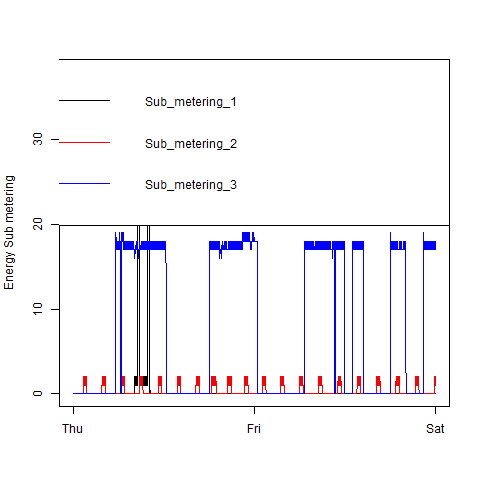 Sub_metering_1
Sub_metering_2
Sub_metering_3
Energy Sub metering
30
20
10
0
Thu Fri Sat